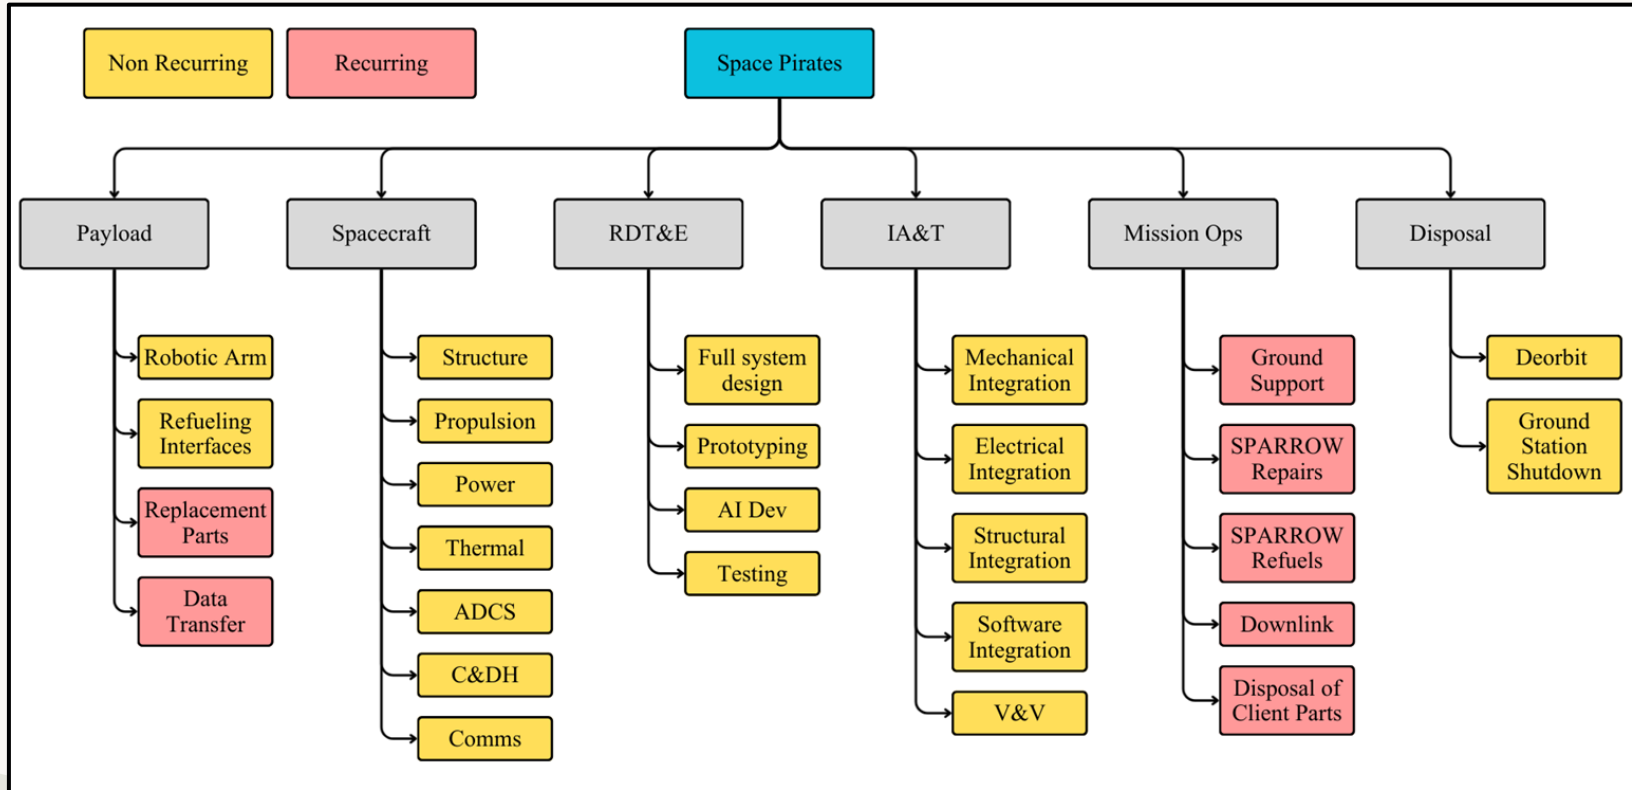 Non Recurring
Recurring
Space Pirates
Payload
Spacecraft
RDT&E
IA&T
Mission Ops
Disposal
Robotic Arm
Refueling
Interfaces
Replacement
Parts
Data
Transfer
Structure
Propulsion
Power
Thermal
ADCS
C&DH
Comms
Full system
design
Prototyping
AI Dev
Testing
Mechanical
Integration
Electrical
Integration
Structural
Integration
Software
Integration
V&V
Ground
Support
SPARROW
Repairs
SPARROW
Refuels
Downlink
Disposal of
Client Parts
Deorbit
Ground
Station
Shutdown